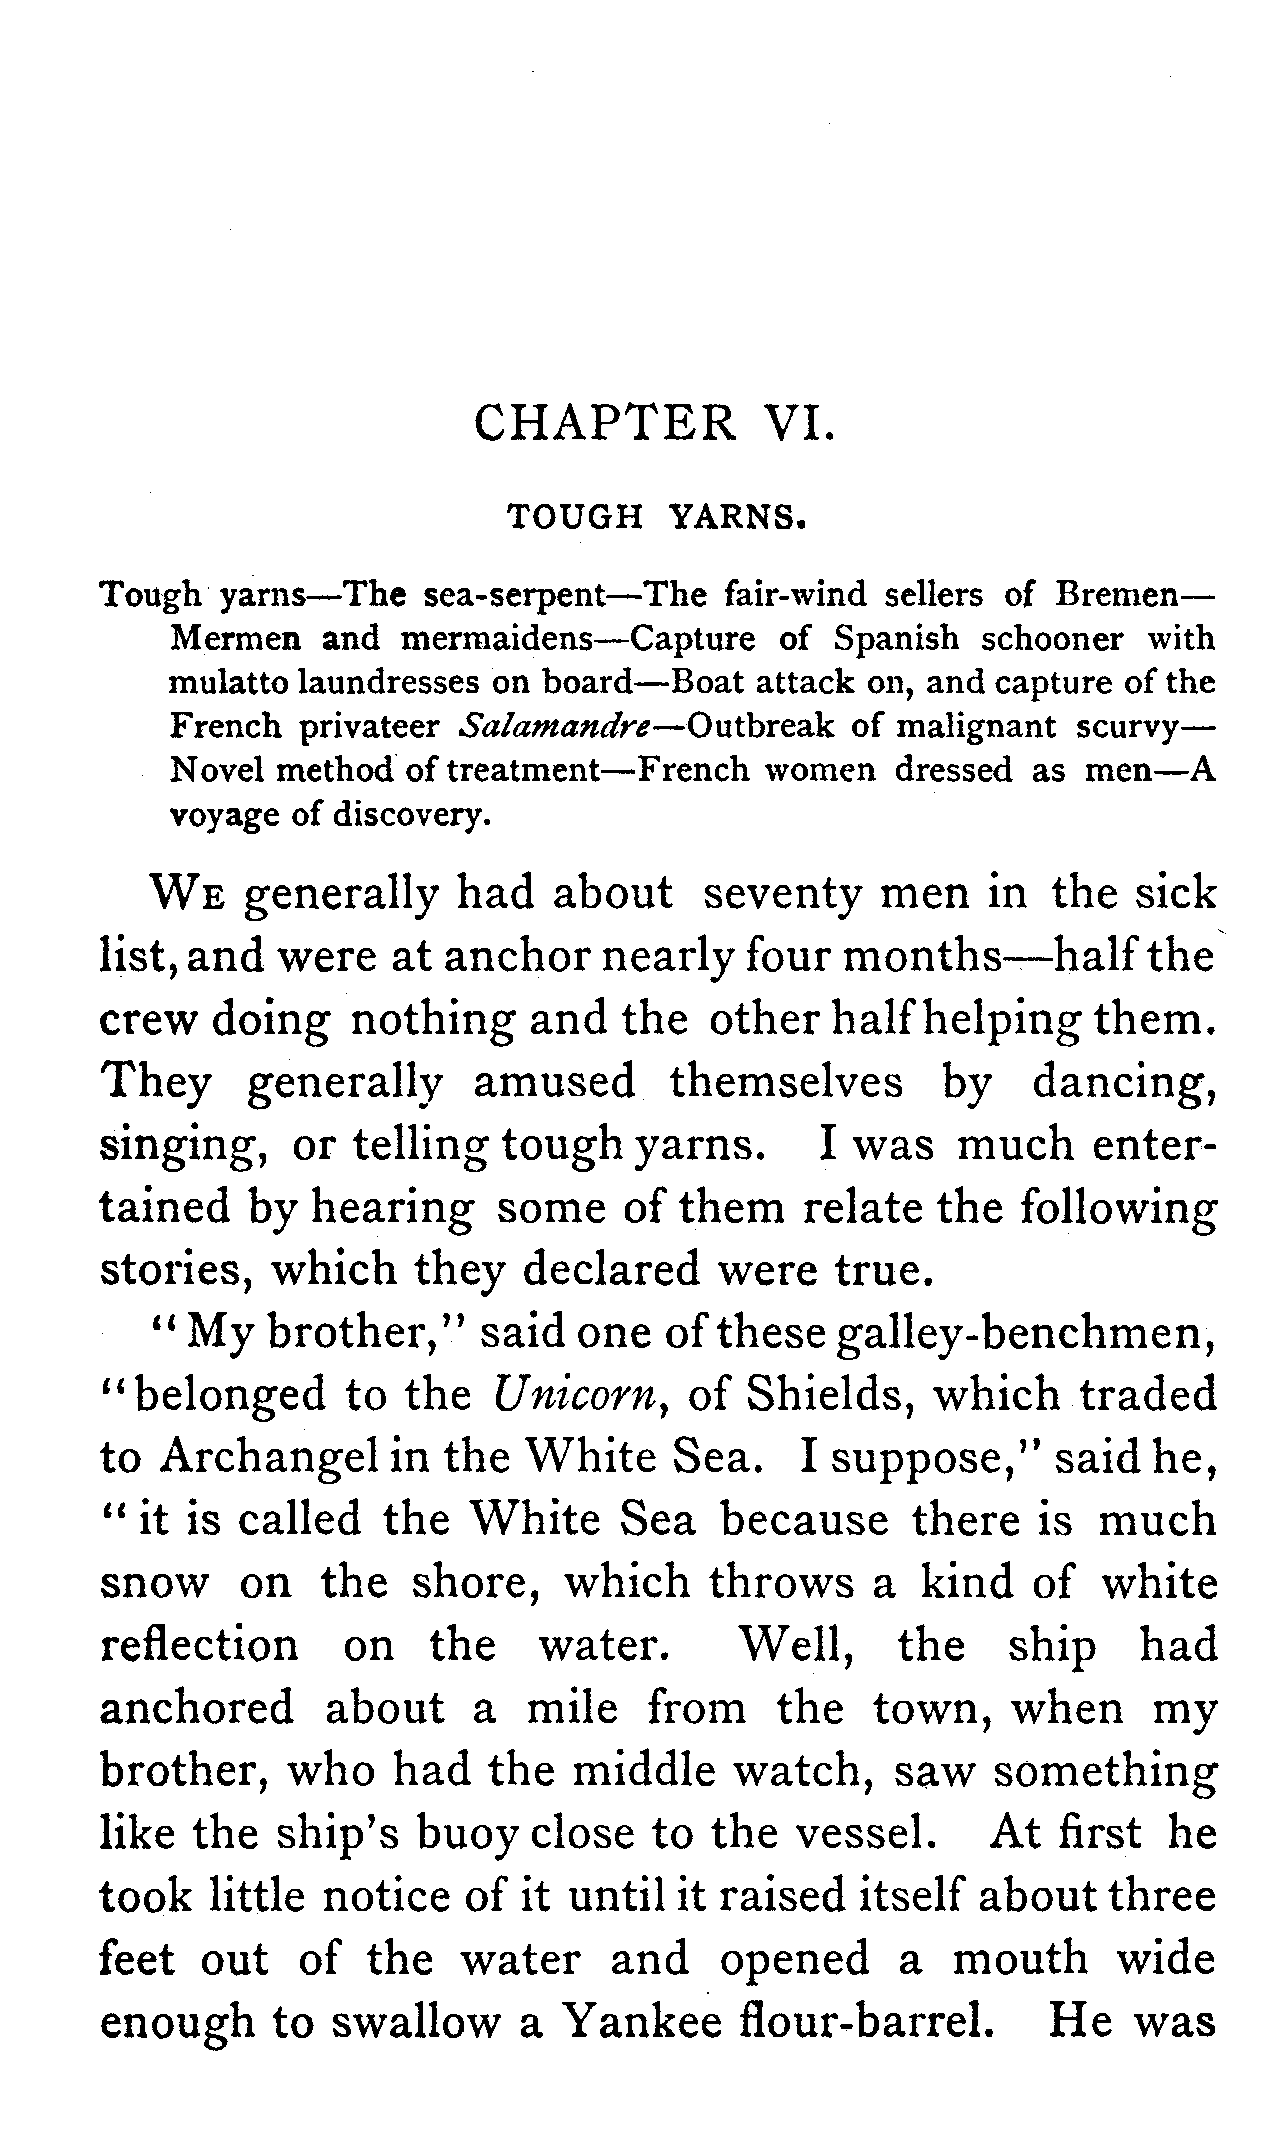 CHAPTER VI.
TOUGH YARNS.
Tough yarns—The sea-serpent—The fair-wind sellers of Bremen—
Mermen and mermaidens—Capture of Spanish schooner with
mulatto laundresses on board—Boat attack on, and capture of the
French privateer Salamandre—Outbreak of malignant scurvy—
Novel method of treatment—French women dressed as men—A
voyage of discovery.
WE generally had about seventy men in the sick
list, and were at anchor nearly four months—half the
crew doing nothing and the other half helping them.
They generally amused themselves by dancing,
singing, or telling tough yarns. I was much enter-
tained by hearing some of them relate the following
stories, which they declared were true.
"My brother," said one of these galley-benchmen,
"belonged to the Unicorn, of Shields, which traded
to Archangel in the White Sea. I suppose," said he,
"it is called the White Sea because there is much
snow on the shore, which throws a kind of white
reflection on the water. Well, the ship had
anchored about a mile from the town, when my
brother, who had the middle watch, saw something
like the ship's buoy close to the vessel. At first he
took little notice of it until it raised itself about three
feet out of the water and opened a mouth wide
enough to swallow a Yankee flour-barrel. He was